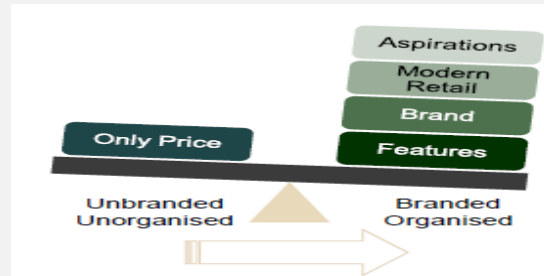 Aspirations
Modern
Retail
Brand
Only Price
Features
Unbranded
Unorganised
Branded
Organised